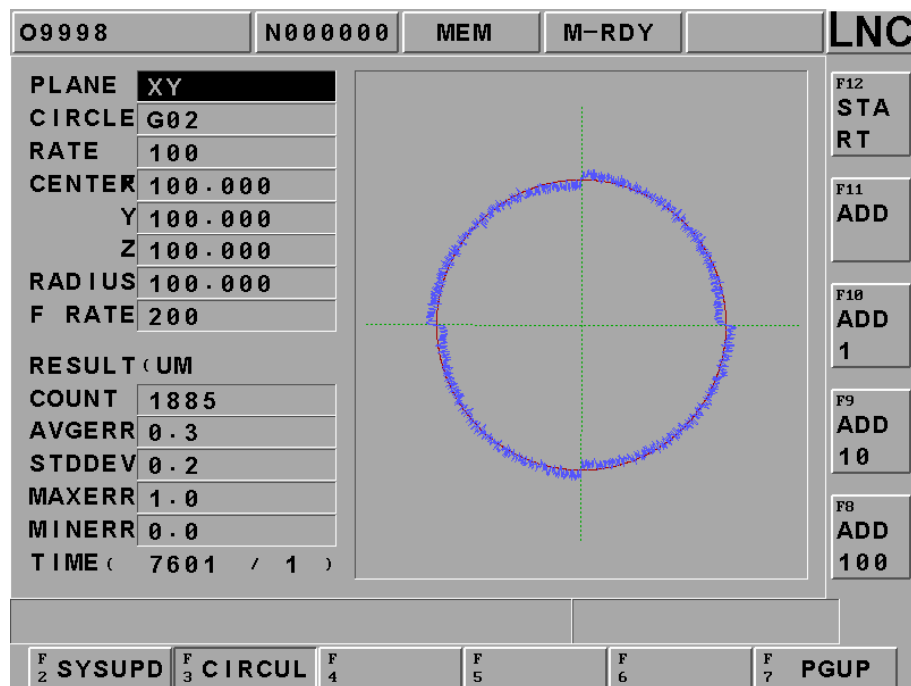 O9998 N000000 MEM M-RDY LNC
PLANE XY
CIRCLE G02
RATE 100
CENTER 100.000
Y 100.000
Z 100.000
RADIUS 100.000
F RATE 200
RESULT(UM
COUNT 1885
AVGERR 0.3
STDDEV 0.2
MAXERR 1.0
MINERR 0.0
TIME( 7601 / 1 )
F12
STA
RT
F11
ADD
F10
ADD
1
F9
ADD
10
F8
ADD
100
F2 SYSUPD F3 CIRCUL F4 F5 F6 F7 PGUP